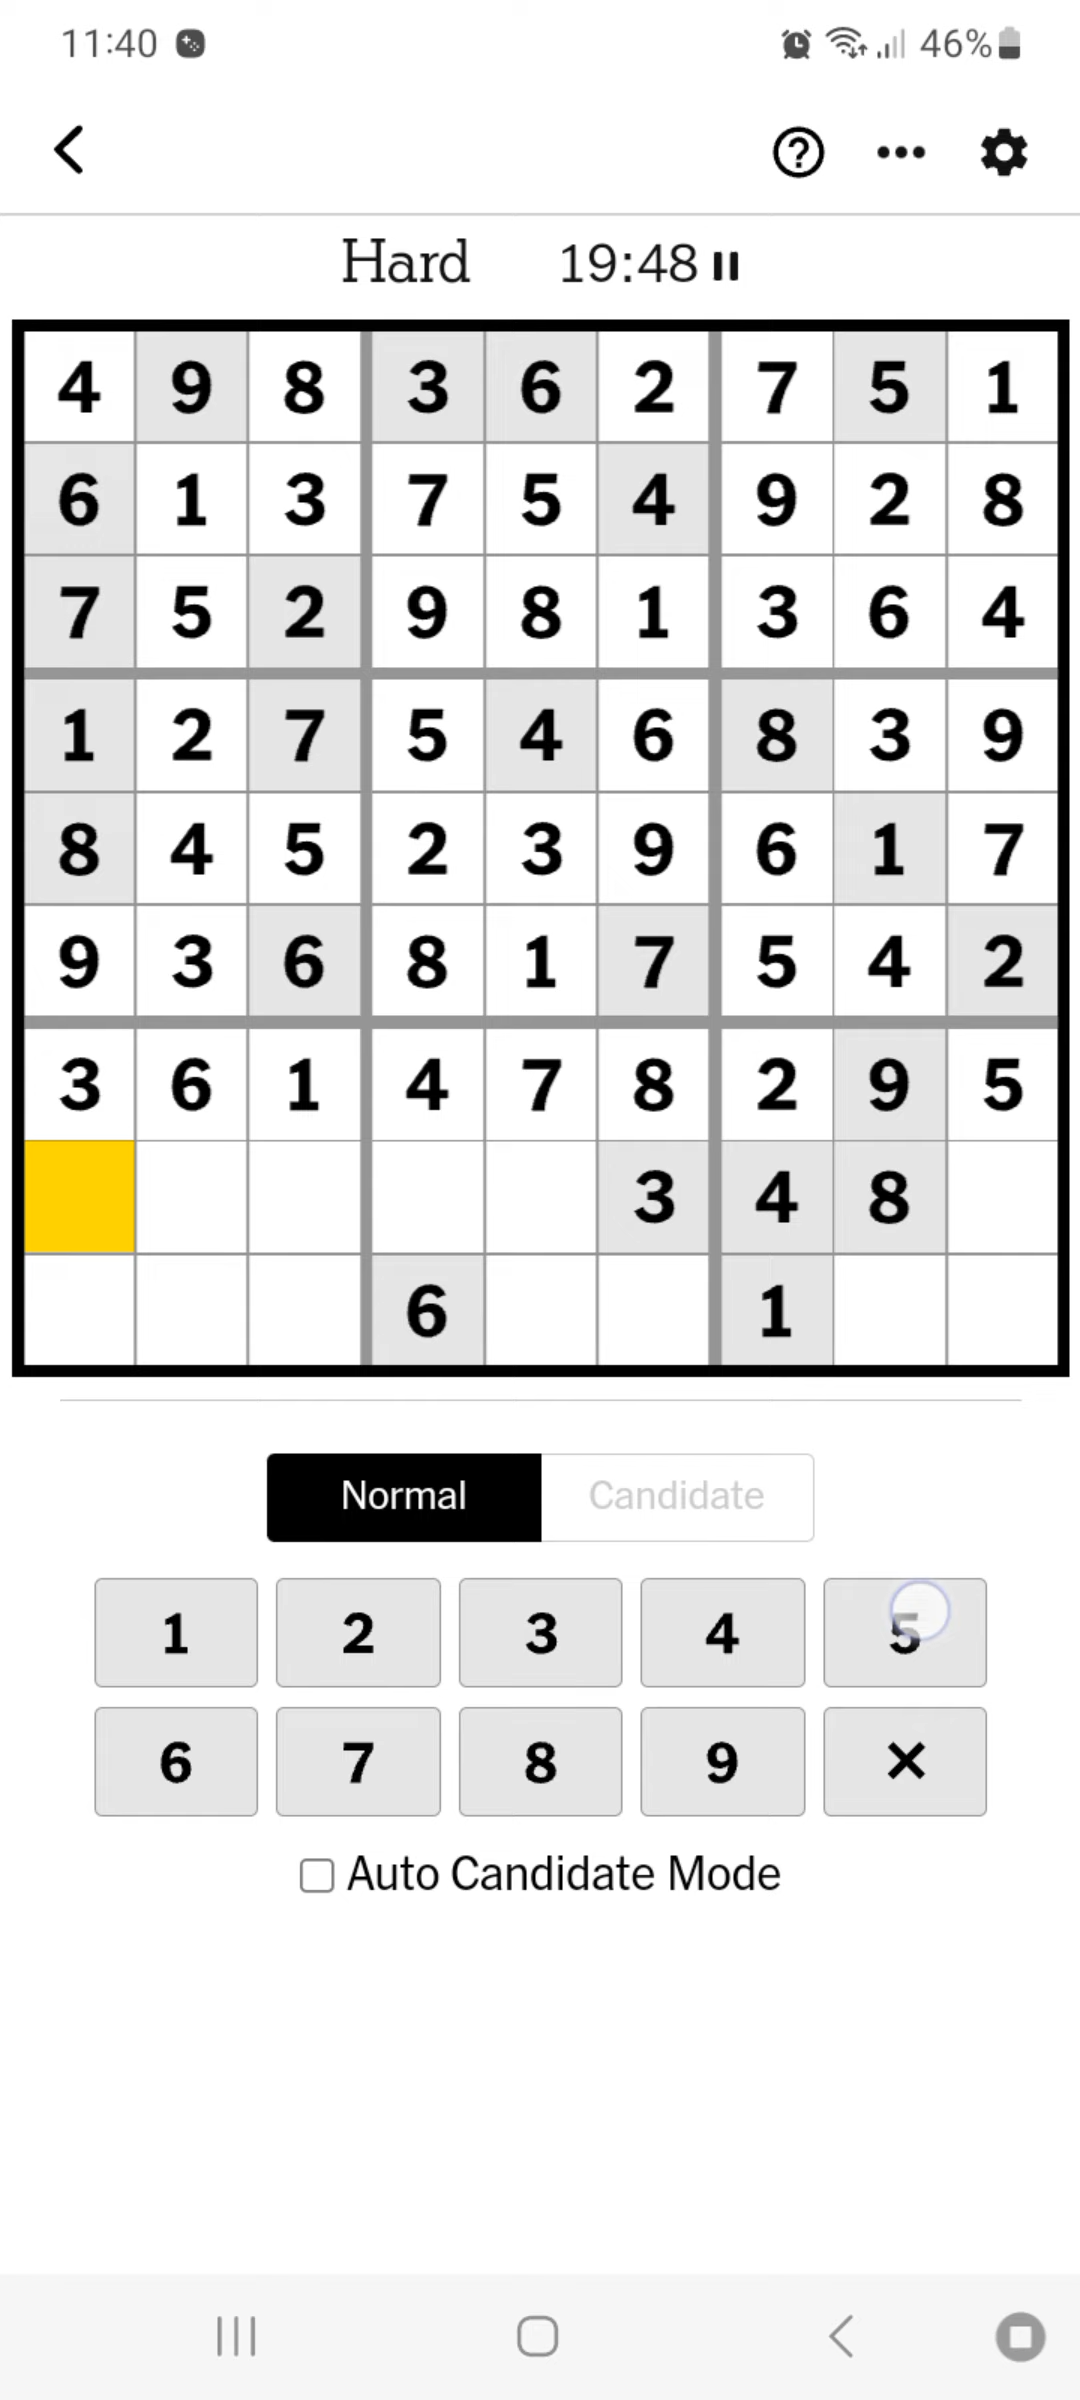 11:40 46%
Hard 19:48
4 9 8 3 6 2 7 5 1
6 1 3 7 5 4 9 2 8
7 5 2 9 8 1 3 6 4
1 2 7 5 4 6 8 3 9
8 4 5 2 3 9 6 1 7
9 3 6 8 1 7 5 4 2
3 6 1 4 7 8 2 9 5
3 4 8
6 1
Normal Candidate
1 2 3 4 5
6 7 8 9 ×
Auto Candidate Mode